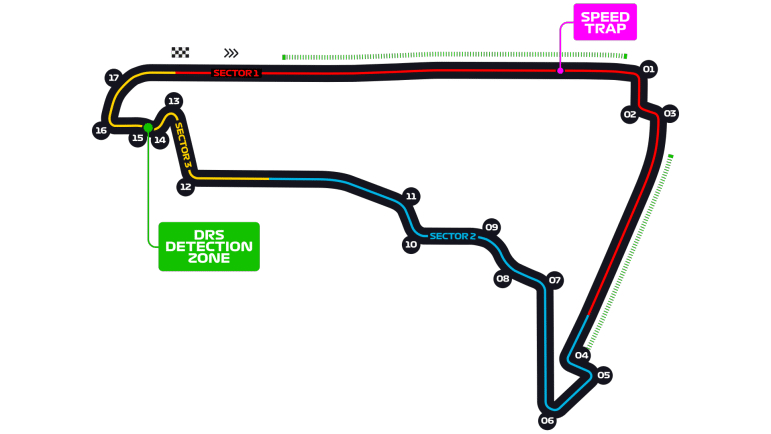 SPEED
TRAP
01
17
SECTOR 1
13
02
03
16
15
14
SECTOR 3
12
11
DRS
DETECTION
ZONE
10
SECTOR 2
09
08
07
04
05
06